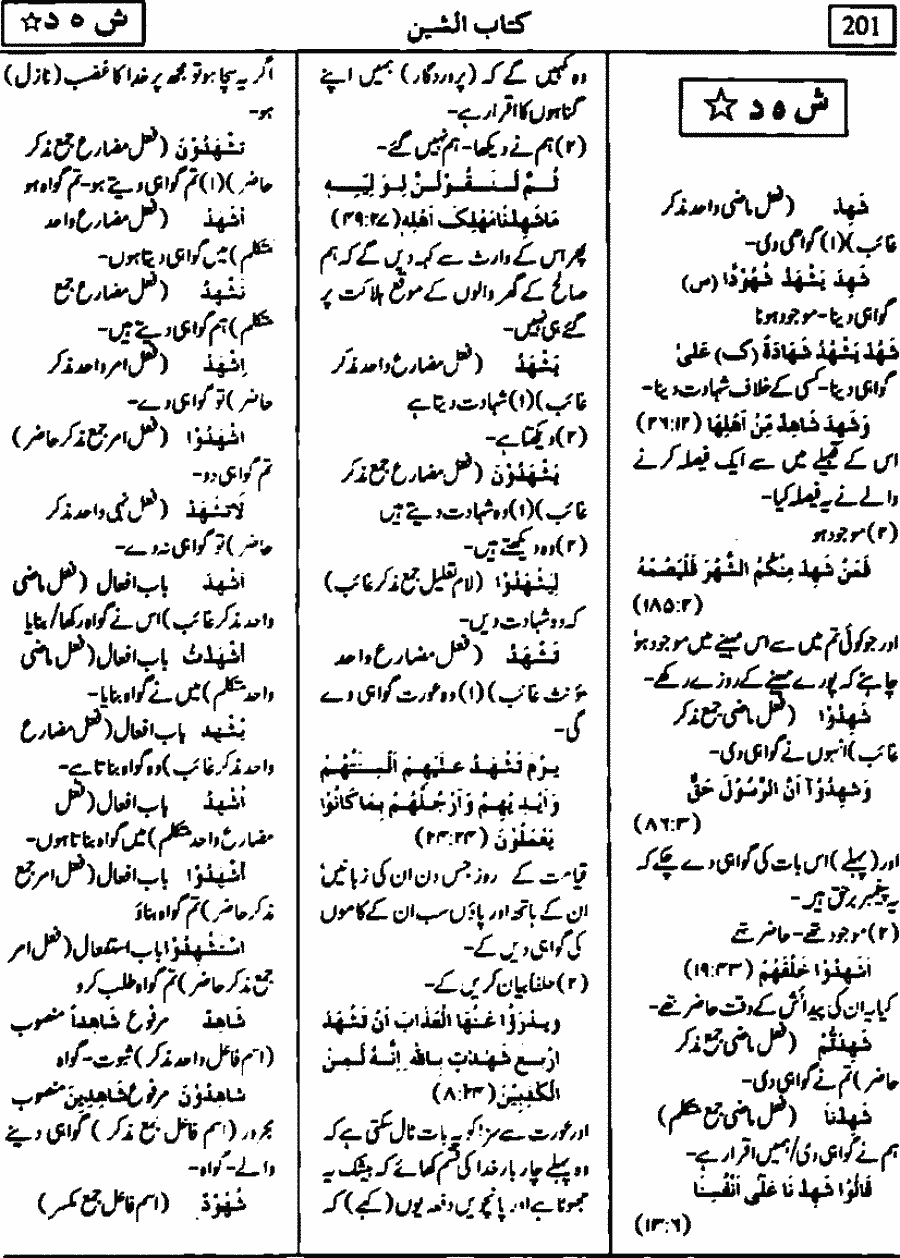 201
كتاب الشين
ش ہ د ☆
ش ہ د ☆
شَهِدَ (فعل ماضی واحد مذکر
غائب)(۱) گواهی دی-
شَهِدَ يَشْهَدُ شُهُوْدًا (س)
گواہی دینا-موجود ہونا
شَهُدَ يَشْهُدُ شَهَادَةً (ک) عَلیٰ
گواہی دینا-کسی کے خلاف شہادت دینا-
وَشَهِدَ شَاهِدٌ مِّنْ اَهْلِهَا (۲۶:۱۲)
اس کے قبیلے میں سے ایک فیصلہ کرنے
والے نے یہ فیصلہ کیا-
(۲) موجود ہو
فَمَنْ شَهِدَ مِنْكُمُ الشَّهْرَ فَلْيَصُمْهُ
(۱۸۵:۲)
اور جو کوئی تم میں سے اس مہینے میں موجود ہو
چاہئے کہ پورے مہینے کے روزے رکھے-
شَهِدُوْا (فعل ماضی جمع مذکر
غائب) انہوں نے گواہی دی-
وَشَهِدُوْآ اَنَّ الرَّسُوْلَ حَقٌّ
(۸۶:۳)
اور (پہلے) اس بات کی گواہی دے چکے کہ
یہ پیغمبر برحق ہیں-
(۲) موجود تھے-حاضر تھے
اَشَهِدُوْا خَلْقَهُمْ (۱۹:۴۳)
کیا یہ ان کی پیدائش کے وقت حاضر تھے-
شَهِدْتُّمْ (فعل ماضی جمع مذکر
حاضر) تم نے گواہی دی-
شَهِدْنَا (فعل ماضی جمع متکلم)
ہم نے گواہی دی/ہمیں اقرار ہے-
قَالُوْا شَهِدْ نَا عَلٰٓى اَنْفُسِنَا
(۱۳:۶)
وہ کہیں گے کہ (پروردگار) ہمیں اپنے
گناہوں کا اقرار ہے-
(۲) ہم نے دیکھا-ہم نہیں گئے-
ثُمَّ لَنَقُوْلَنَّ لِوَلِيِّهٖ
مَاشَهِدْنَامَهْلِکَ اَهْلِهٖ (۴۹:۲۷)
پھر اس کے وارث سے کہہ دیں گے کہ ہم
صالح کے گھر والوں کے موقع ہلاکت پر
گئے ہی نہیں-
يَشْهَدُ (فعل مضارع واحد مذکر
غائب)(۱) شہادت دیتا ہے
(۲) دیکھتا ہے-
يَشْهَدُوْنَ (فعل مضارع جمع مذکر
غائب)(۱) وہ شہادت دیتے ہیں
(۲) وہ دیکھتے ہیں-
لِيَشْهَدُوْا (لام تعلیل جمع مذکر غائب)
کہ وہ شہادت دیں-
تَشْهَدُ (فعل مضارع واحد
مؤنث غائب)(۱) وہ عورت گواہی دے
گی-
يَوْمَ تَشْهَدُ عَلَيْهِمْ اَلْسِنَتُهُمْ
وَاَيْدِيْهِمْ وَاَرْجُلُهُمْ بِمَا كَانُوْا
يَعْمَلُوْنَ (۲۴:۲۴)
قیامت کے روز جس دن ان کی زبانیں
ان کے ہاتھ اور پاؤں سب ان کے کاموں
کی گواہی دیں گے-
(۲) حلفاً بیان کریں گے-
وَيَدْرَؤُا عَنْهَا الْعَذَابَ اَنْ تَشْهَدَ
اَرْبَعَ شَهٰدٰتٍ بِاللهِ اِنَّهٗ لَمِنَ
الْكٰذِبِيْنَ (۸:۲۴)
اور عورت سے سزا کو یہ بات ٹال سکتی ہے کہ
وہ پہلے چار بار خدا کی قسم کھائے کہ بیشک یہ
جھوٹا ہے اور پانچویں دفعہ یوں (کہے) کہ
اگر یہ سچا ہو تو مجھ پر خدا کا غضب (نازل)
ہو-
تَشْهَدُوْنَ (فعل مضارع جمع مذکر
حاضر)(۱) تم گواہی دیتے ہو-تم گواہ ہو
اَشْهَدُ (فعل مضارع واحد
متکلم) میں گواہی دیتا ہوں-
نَشْهَدُ (فعل مضارع جمع
متکلم) ہم گواہی دیتے ہیں-
اِشْهَدْ (فعل امر واحد مذکر
حاضر) تو گواہی دے-
اشْهَدُوْا (فعل امر جمع مذکر حاضر)
تم گواہی دو-
لَاتَشْهَدْ (فعل نہی واحد مذکر
حاضر) تو گواہی نہ دے-
اَشْهَدَ باب افعال (فعل ماضی
واحد مذکر غائب) اس نے گواہ رکھا/بنایا
اَشْهَدْتُّ باب افعال (فعل ماضی
واحد متکلم) میں نے گواہ بنایا-
يُشْهِدُ باب افعال (فعل مضارع
واحد مذکر غائب) وہ گواہ بناتا ہے-
اُشْهِدُ باب افعال (فعل
مضارع واحد متکلم) میں گواہ بناتا ہوں-
اَشْهِدُوْا باب افعال (فعل امر جمع
مذکر حاضر) تم گواہ بناؤ
اسْتَشْهِدُوْا باب استفعال (فعل امر
جمع مذکر حاضر) تم گواہ طلب کرو
شَاهِدٌ مرفوع شَاهِداً منصوب
(اسم فاعل واحد مذکر) ثبوت-گواہ
شَاهِدُوْنَ مرفوع شَاهِدِيْنَ منصوب
مجرور (اسم فاعل جمع مذکر) گواہی دینے
والے-گواہ-
شُهُوْدٌ (اسم فاعل جمع مکسر)